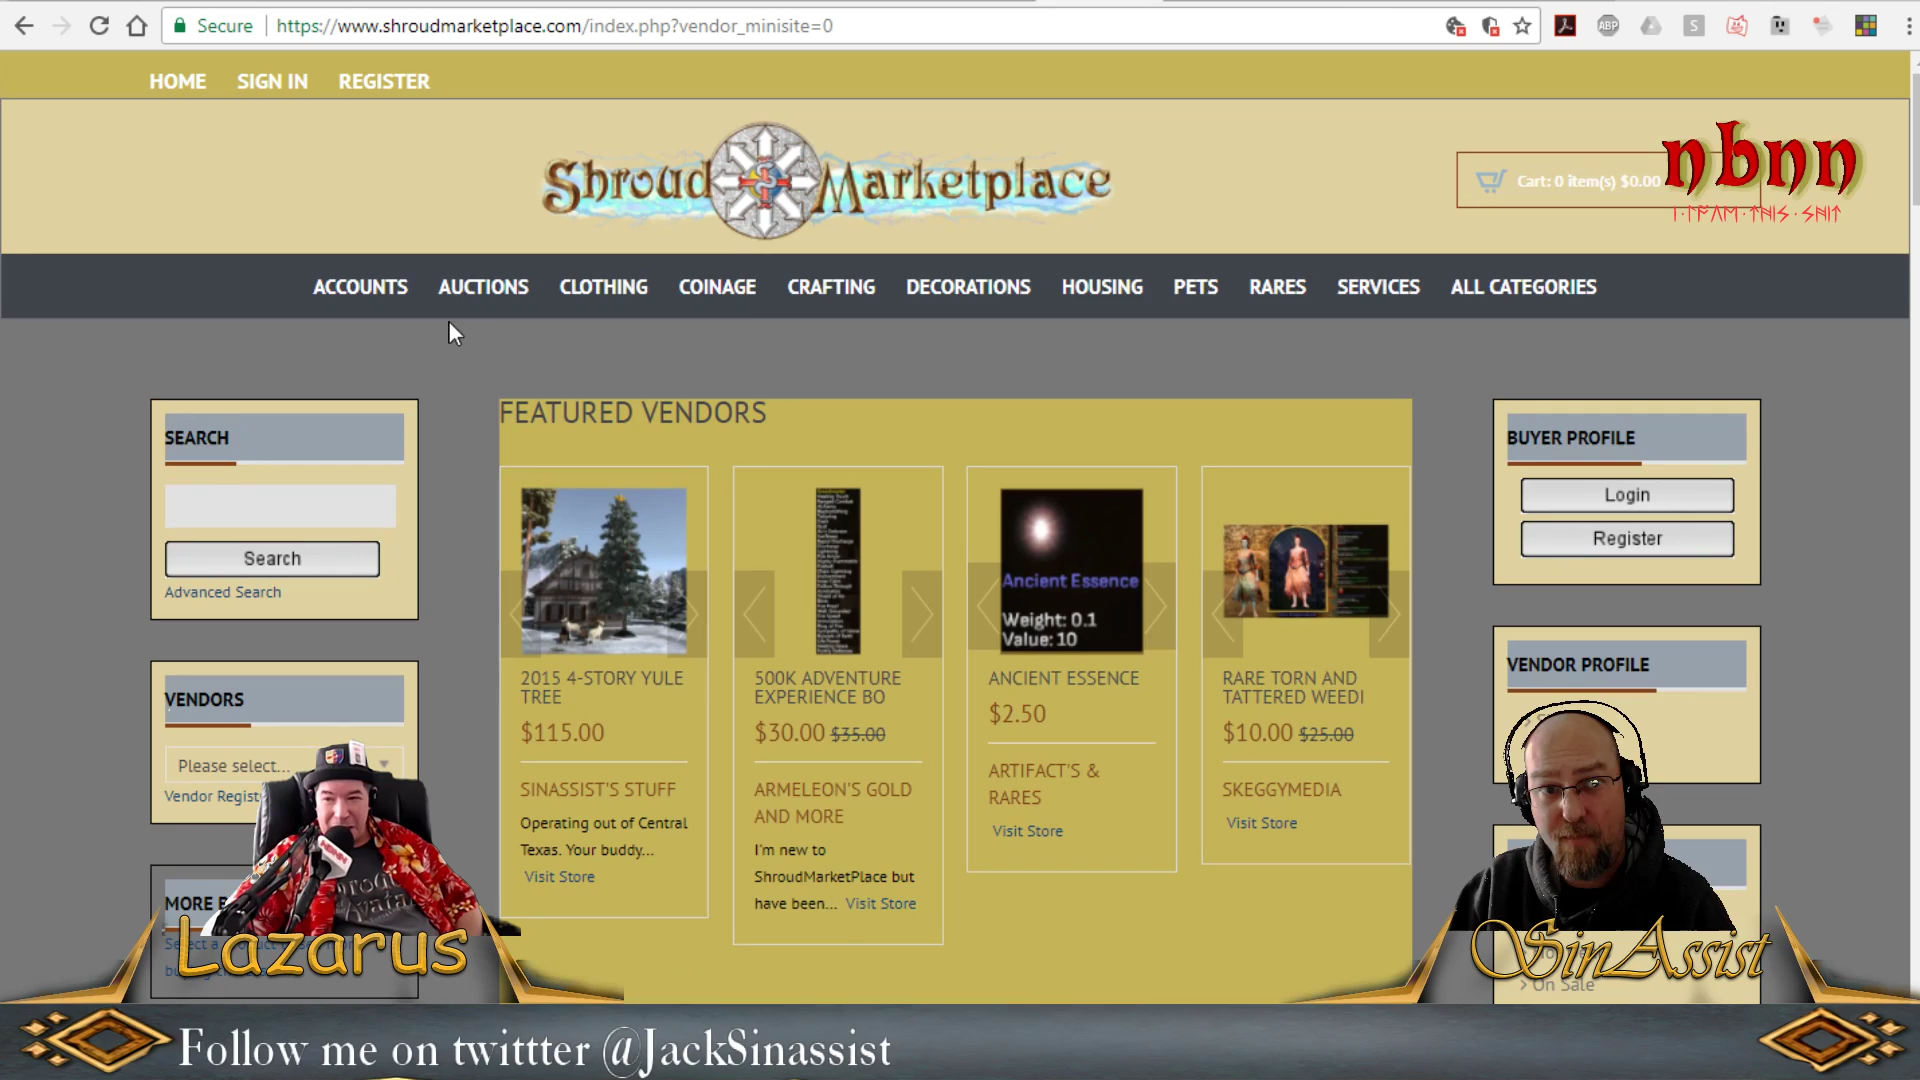 Secure https://www.shroudmarketplace.com/index.php?vendor_minisite=0
HOME SIGN IN REGISTER
Shroud Marketplace
Cart: 0 item(s) $0.00
nbnn
ACCOUNTS AUCTIONS CLOTHING COINAGE CRAFTING DECORATIONS HOUSING PETS RARES SERVICES ALL CATEGORIES
SEARCH
Search
Advanced Search
VENDORS
Please select...
Vendor Regist
MORE
FEATURED VENDORS
2015 4-STORY YULE
TREE
$115.00
SINASSIST'S STUFF
Operating out of Central
Texas. Your buddy...
Visit Store
500K ADVENTURE
EXPERIENCE BO
$30.00 $35.00
ARMELEON'S GOLD
AND MORE
I'm new to
ShroudMarketPlace but
have been... Visit Store
Ancient Essence
Weight: 0.1
Value: 10
ANCIENT ESSENCE
$2.50
ARTIFACT'S &
RARES
Visit Store
RARE TORN AND
TATTERED WEEDI
$10.00 $25.00
SKEGGYMEDIA
Visit Store
BUYER PROFILE
Login
Register
VENDOR PROFILE
> On Sale
Lazarus
SinAssist
Follow me on twittter @JackSinassist